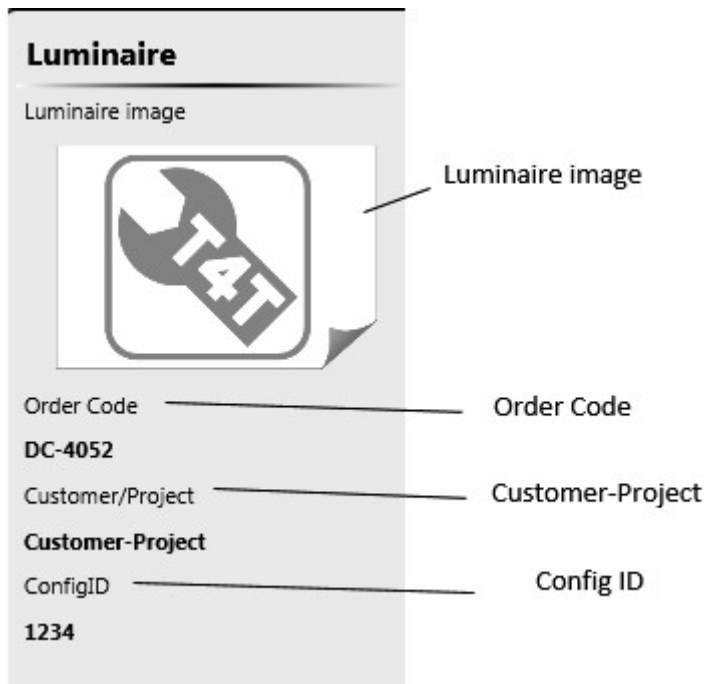 Luminaire
Luminaire image
T4T
Luminaire image
Order Code
Order Code
DC-4052
Customer/Project
Customer-Project
Customer-Project
ConfigID
Config ID
1234